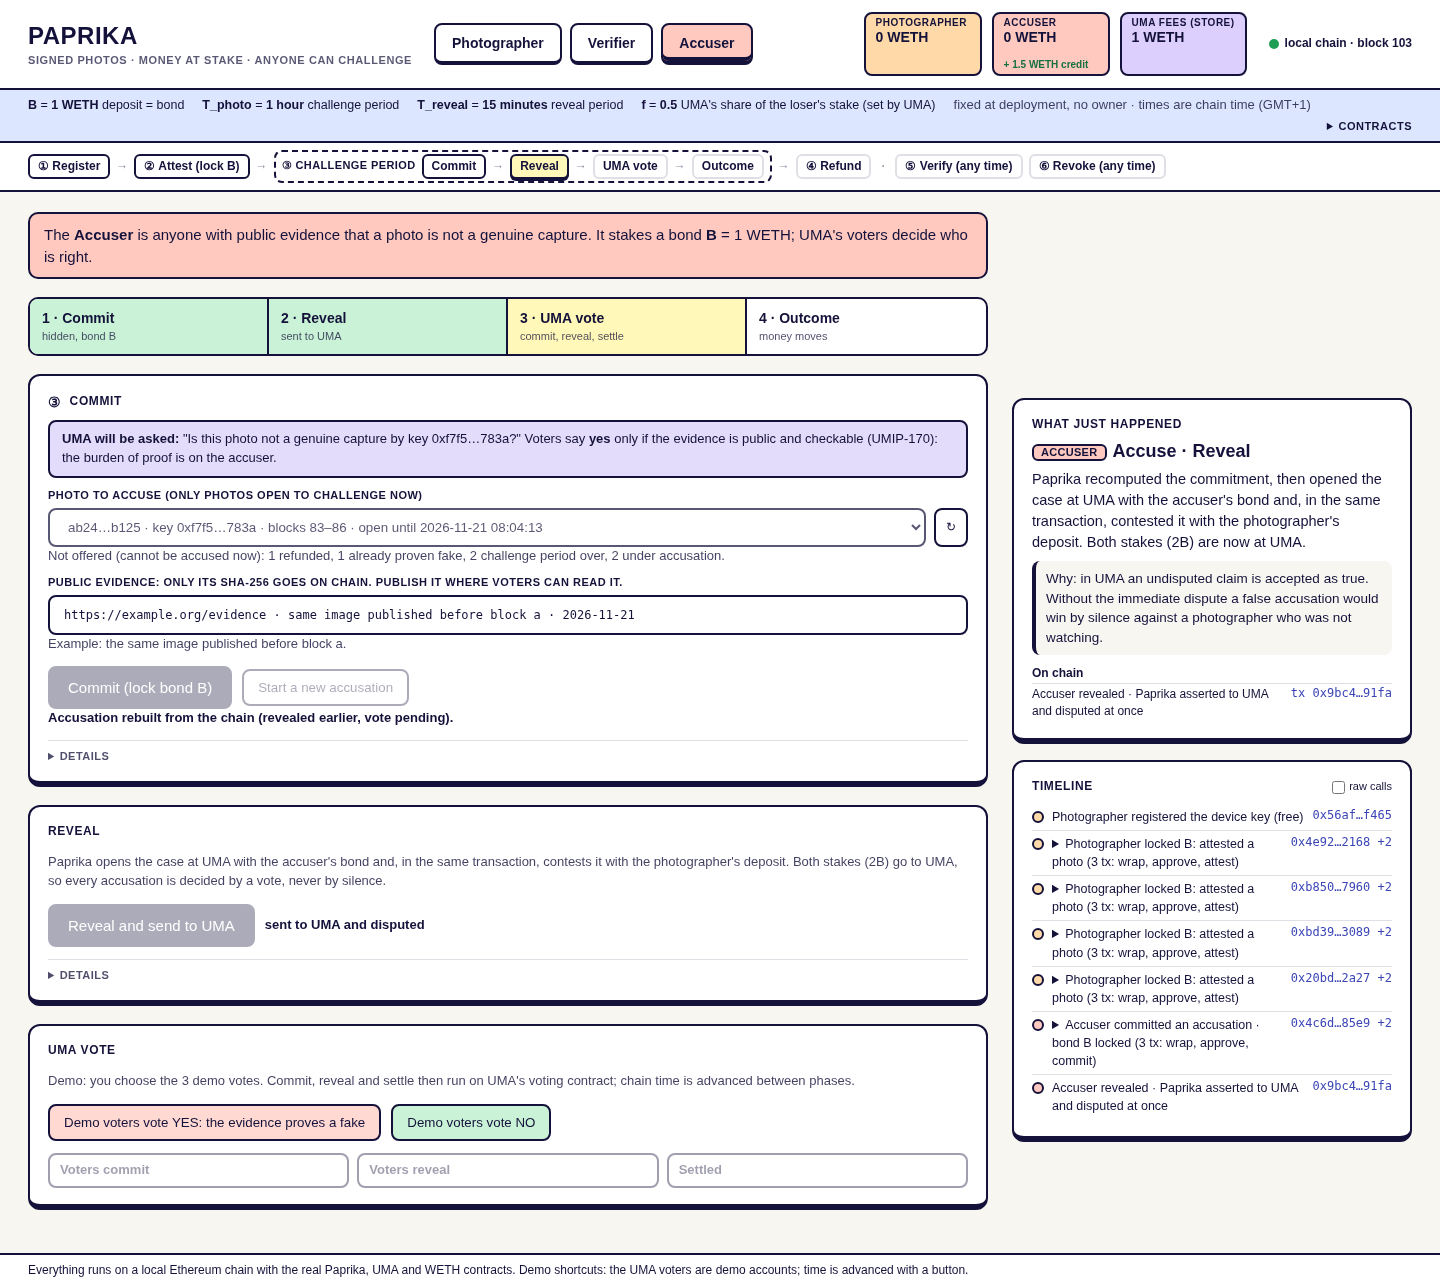 PAPRIKA
SIGNED PHOTOS · MONEY AT STAKE · ANYONE CAN CHALLENGE
Photographer
Verifier
Accuser
PHOTOGRAPHER
0 WETH
ACCUSER
0 WETH
+ 1.5 WETH credit
UMA FEES (STORE)
1 WETH
local chain · block 103
B = 1 WETH deposit = bond T_photo = 1 hour challenge period T_reveal = 15 minutes reveal period f = 0.5 UMA's share of the loser's stake (set by UMA) fixed at deployment, no owner · times are chain time (GMT+1)
▶ CONTRACTS
① Register → ② Attest (lock B) → ③ CHALLENGE PERIOD Commit → Reveal → UMA vote → Outcome → ④ Refund · ⑤ Verify (any time) ⑥ Revoke (any time)
The Accuser is anyone with public evidence that a photo is not a genuine capture. It stakes a bond B = 1 WETH; UMA's voters decide who
is right.
1 · Commit
hidden, bond B
2 · Reveal
sent to UMA
3 · UMA vote
commit, reveal, settle
4 · Outcome
money moves
③ COMMIT
UMA will be asked: "Is this photo not a genuine capture by key 0xf7f5…783a?" Voters say yes only if the evidence is public and checkable (UMIP-170):
the burden of proof is on the accuser.
PHOTO TO ACCUSE (ONLY PHOTOS OPEN TO CHALLENGE NOW)
ab24…b125 · key 0xf7f5…783a · blocks 83–86 · open until 2026-11-21 08:04:13
↻
Not offered (cannot be accused now): 1 refunded, 1 already proven fake, 2 challenge period over, 2 under accusation.
PUBLIC EVIDENCE: ONLY ITS SHA-256 GOES ON CHAIN. PUBLISH IT WHERE VOTERS CAN READ IT.
https://example.org/evidence · same image published before block a · 2026-11-21
Example: the same image published before block a.
Commit (lock bond B)
Start a new accusation
Accusation rebuilt from the chain (revealed earlier, vote pending).
▶ DETAILS
REVEAL
Paprika opens the case at UMA with the accuser's bond and, in the same transaction, contests it with the photographer's deposit. Both stakes (2B) go to UMA,
so every accusation is decided by a vote, never by silence.
Reveal and send to UMA
sent to UMA and disputed
▶ DETAILS
UMA VOTE
Demo: you choose the 3 demo votes. Commit, reveal and settle then run on UMA's voting contract; chain time is advanced between phases.
Demo voters vote YES: the evidence proves a fake
Demo voters vote NO
Voters commit
Voters reveal
Settled
WHAT JUST HAPPENED
ACCUSER Accuse · Reveal
Paprika recomputed the commitment, then opened the
case at UMA with the accuser's bond and, in the same
transaction, contested it with the photographer's
deposit. Both stakes (2B) are now at UMA.
Why: in UMA an undisputed claim is accepted as true.
Without the immediate dispute a false accusation would
win by silence against a photographer who was not
watching.
On chain
Accuser revealed · Paprika asserted to UMA tx 0x9bc4…91fa
and disputed at once
TIMELINE
raw calls
Photographer registered the device key (free) 0x56af…f465
▶ Photographer locked B: attested a 0x4e92…2168 +2
photo (3 tx: wrap, approve, attest)
▶ Photographer locked B: attested a 0xb850…7960 +2
photo (3 tx: wrap, approve, attest)
▶ Photographer locked B: attested a 0xbd39…3089 +2
photo (3 tx: wrap, approve, attest)
▶ Photographer locked B: attested a 0x20bd…2a27 +2
photo (3 tx: wrap, approve, attest)
▶ Accuser committed an accusation · 0x4c6d…85e9 +2
bond B locked (3 tx: wrap, approve,
commit)
Accuser revealed · Paprika asserted to UMA 0x9bc4…91fa
and disputed at once
Everything runs on a local Ethereum chain with the real Paprika, UMA and WETH contracts. Demo shortcuts: the UMA voters are demo accounts; time is advanced with a button.